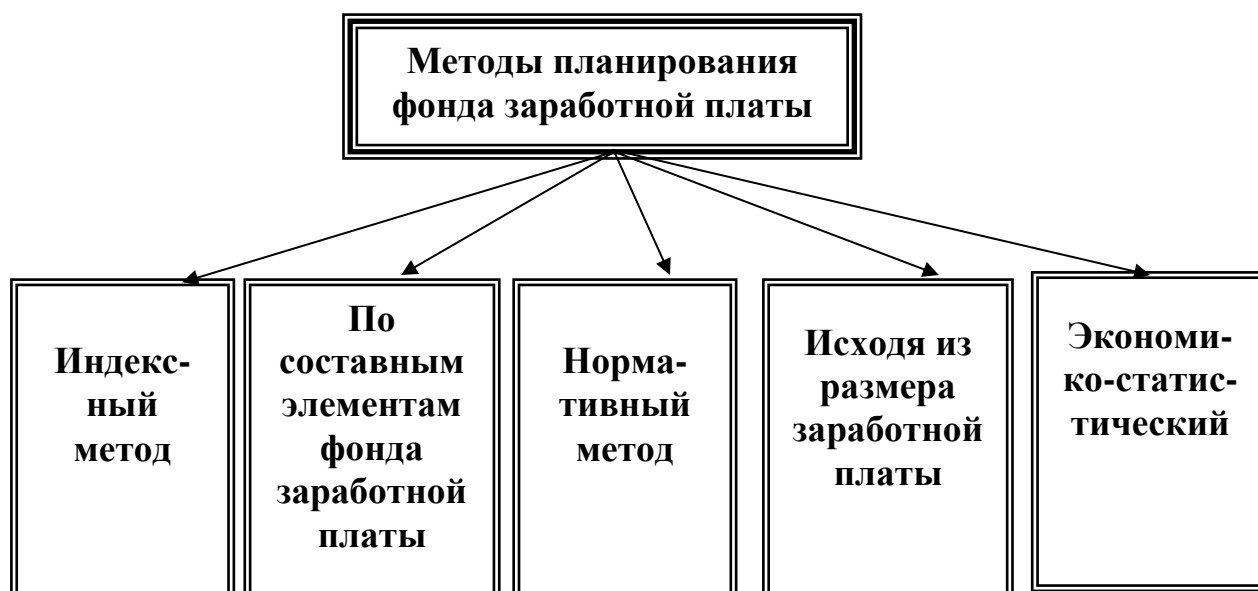 Методы планирования
фонда заработной платы
Индекс-
ный
метод
По
составным
элементам
фонда
заработной
платы
Норма-
тивный
метод
Исходя из
размера
заработной
платы
Экономи-
ко-статис-
тический